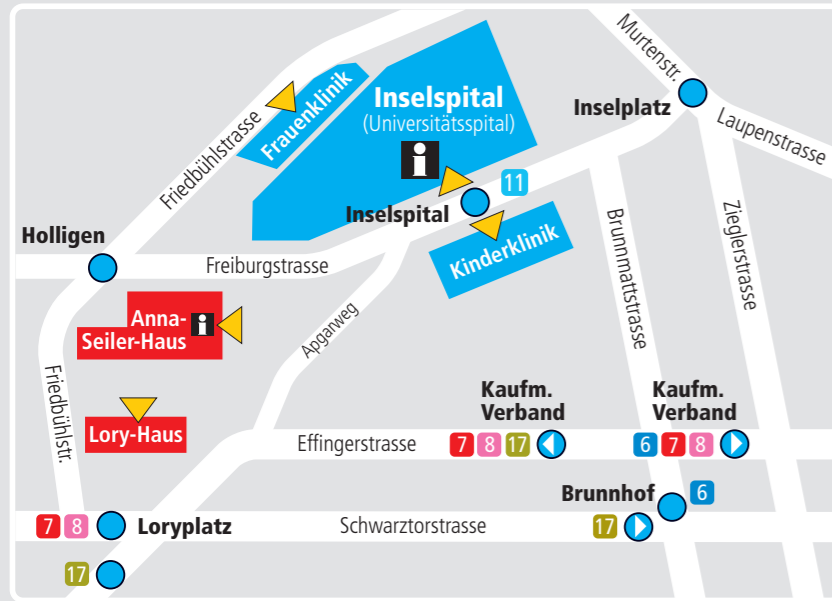 Murtenstr.
Inselplatz
Laupenstrasse
Inselspital
(Universitätsspital)
i
Frauenklinik
Friedbühlstrasse
11
Inselspital
Kinderklinik
Holligen
Freiburgstrasse
Brunnmattstrasse
Zieglerstrasse
Anna-
Seiler-Haus
i
Apgarweg
Friedbühlstr.
Lory-Haus
Kaufm.
Verband
Kaufm.
Verband
Effingerstrasse
7 8 17
6 7 8
Brunnhof
6
7 8
Loryplatz
Schwarztorstrasse
17
17